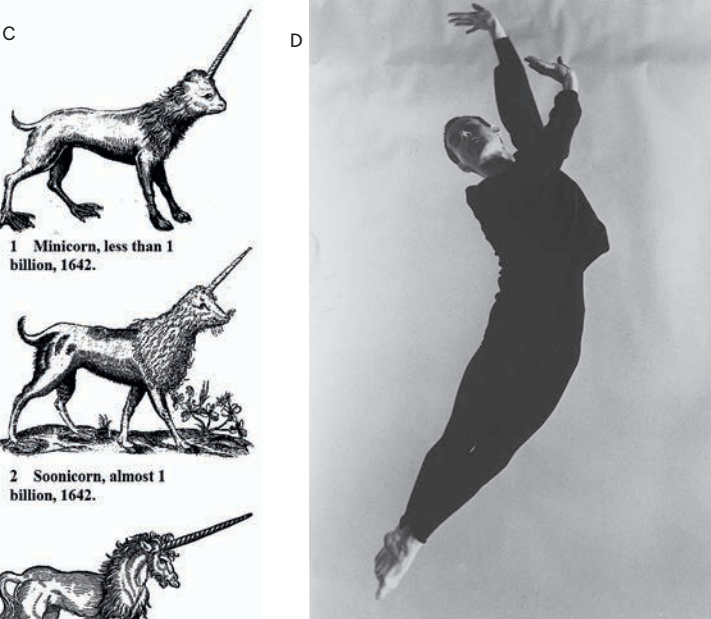 C
D
1 Minicorn, less than 1
billion, 1642.
2 Soonicorn, almost 1
billion, 1642.